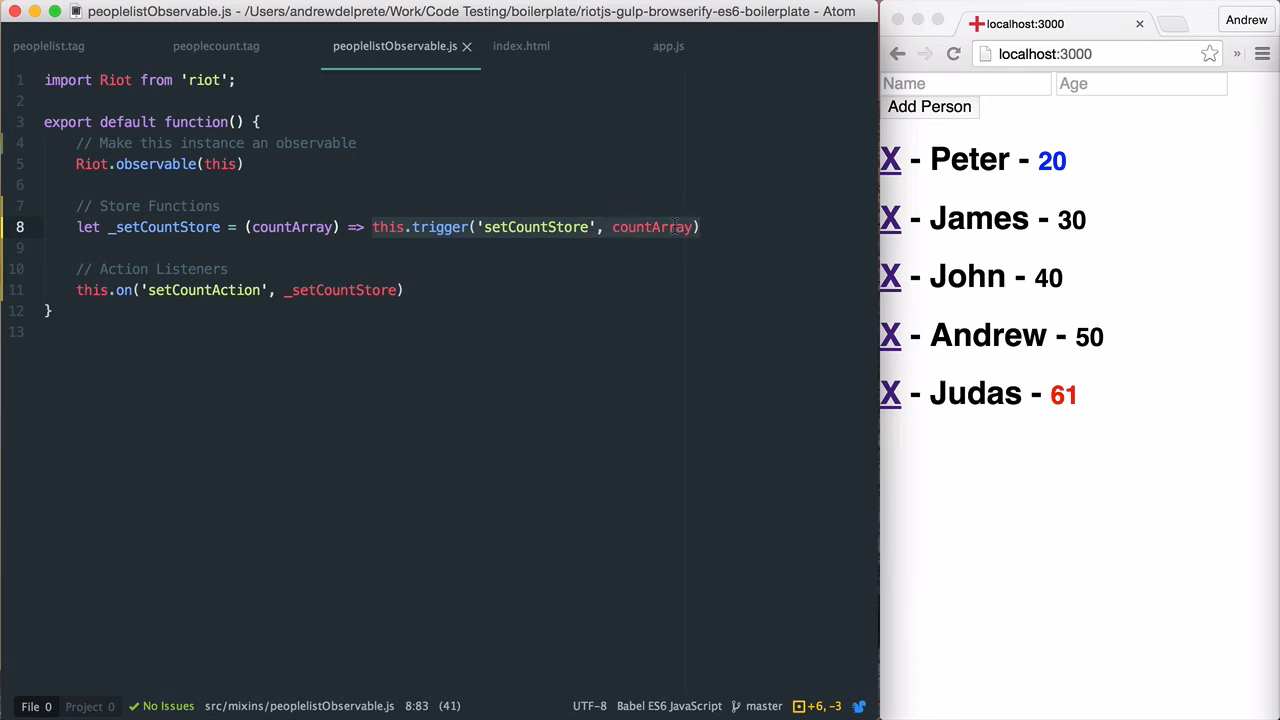 peoplelistObservable.js - /Users/andrewdelprete/Work/Code Testing/boilerplate/riotjs-gulp-browserify-es6-boilerplate - Atom
peoplelist.tag peoplecount.tag peoplelistObservable.js index.html app.js
1 import Riot from 'riot';
2
3 export default function() {
4 // Make this instance an observable
5 Riot.observable(this)
6
7 // Store Functions
8 let _setCountStore = (countArray) => this.trigger('setCountStore', countArray)
9
10 // Action Listeners
11 this.on('setCountAction', _setCountStore)
12 }
13
File 0 Project 0 No Issues src/mixins/peoplelistObservable.js 8:83 (41) UTF-8 Babel ES6 JavaScript master +6, -3
localhost:3000 Andrew
localhost:3000 »
Name Age
Add Person
X - Peter - 20
X - James - 30
X - John - 40
X - Andrew - 50
X - Judas - 61